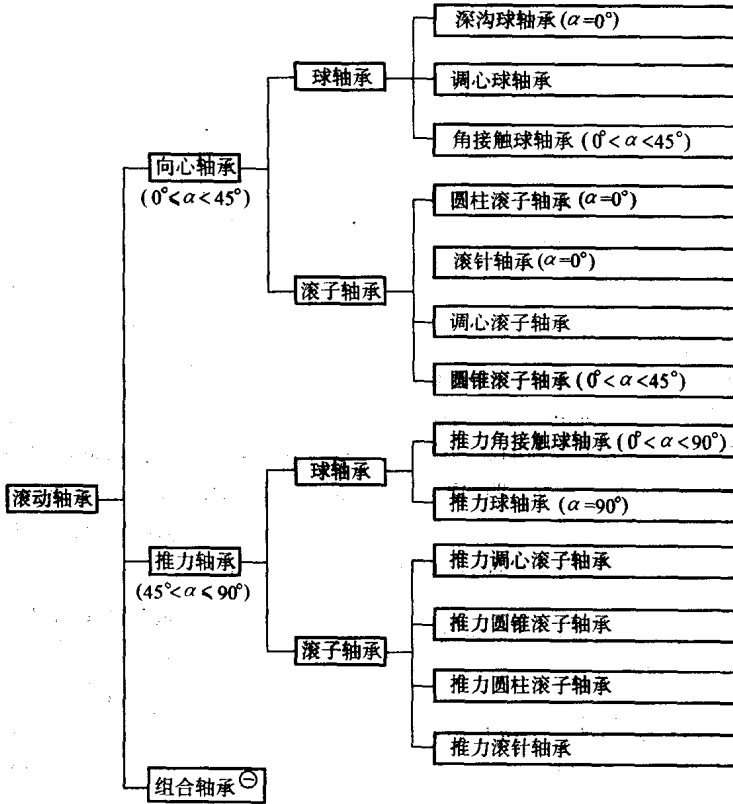 深沟球轴承 (α=0°)
球轴承
调心球轴承
角接触球轴承 (0°<α<45°)
向心轴承
(0°≤α<45°)
圆柱滚子轴承 (α=0°)
滚针轴承 (α=0°)
滚子轴承
调心滚子轴承
圆锥滚子轴承 (0°<α<45°)
推力角接触球轴承 (0°<α<90°)
球轴承
滚动轴承
推力球轴承 (α=90°)
推力轴承
(45°<α≤90°)
推力调心滚子轴承
推力圆锥滚子轴承
滚子轴承
推力圆柱滚子轴承
推力滚针轴承
组合轴承㊀